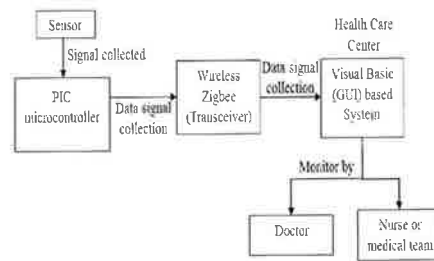 Sensor
Signal collected
PIC
microcontroller
Data signal
collection
Wireless
Zigbee
(Transceiver)
Data signal
collection
Health Care
Center
Visual Basic
(GUI) based
System
Monitor by
Doctor
Nurse or
medical team